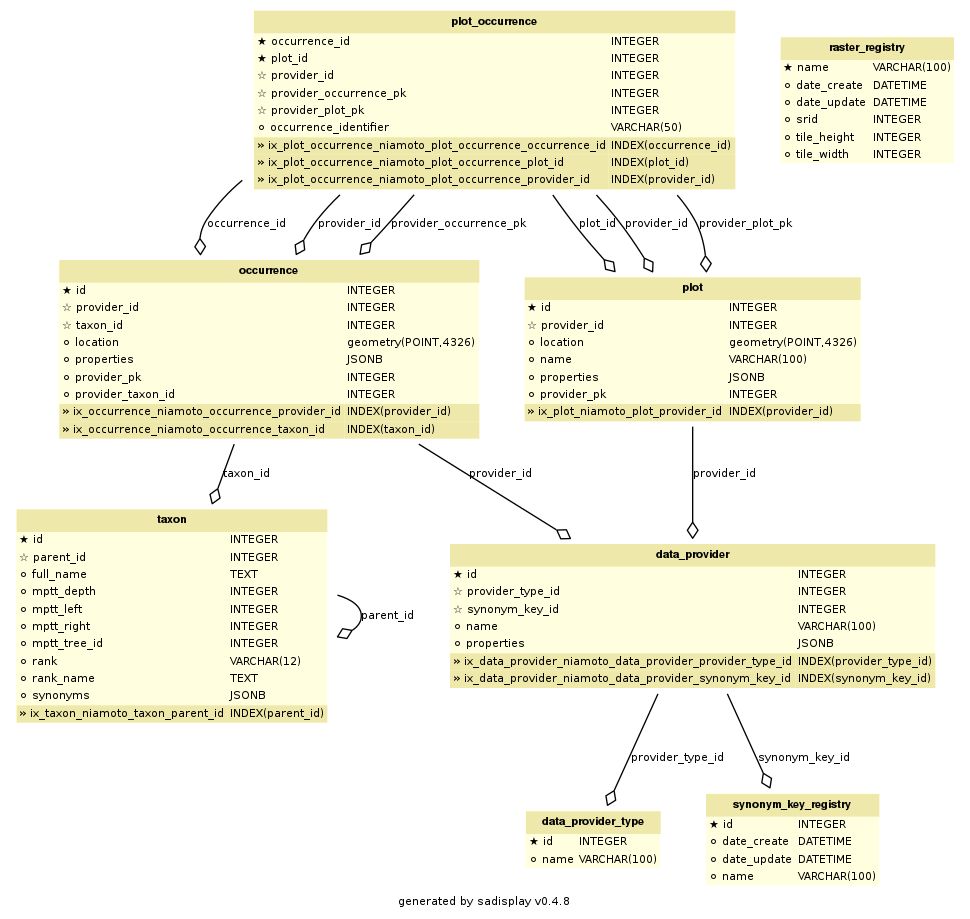 plot_occurrence
★ occurrence_id INTEGER
★ plot_id INTEGER
☆ provider_id INTEGER
☆ provider_occurrence_pk INTEGER
☆ provider_plot_pk INTEGER
⚬ occurrence_identifier VARCHAR(50)
» ix_plot_occurrence_niamoto_plot_occurrence_occurrence_id INDEX(occurrence_id)
» ix_plot_occurrence_niamoto_plot_occurrence_plot_id INDEX(plot_id)
» ix_plot_occurrence_niamoto_plot_occurrence_provider_id INDEX(provider_id)
raster_registry
★ name VARCHAR(100)
⚬ date_create DATETIME
⚬ date_update DATETIME
⚬ srid INTEGER
⚬ tile_height INTEGER
⚬ tile_width INTEGER
occurrence_id
provider_id
provider_occurrence_pk
plot_id
provider_id
provider_plot_pk
occurrence
★ id INTEGER
☆ provider_id INTEGER
☆ taxon_id INTEGER
⚬ location geometry(POINT,4326)
⚬ properties JSONB
⚬ provider_pk INTEGER
⚬ provider_taxon_id INTEGER
» ix_occurrence_niamoto_occurrence_provider_id INDEX(provider_id)
» ix_occurrence_niamoto_occurrence_taxon_id INDEX(taxon_id)
plot
★ id INTEGER
☆ provider_id INTEGER
⚬ location geometry(POINT,4326)
⚬ name VARCHAR(100)
⚬ properties JSONB
⚬ provider_pk INTEGER
» ix_plot_niamoto_plot_provider_id INDEX(provider_id)
taxon_id
provider_id
provider_id
taxon
★ id INTEGER
☆ parent_id INTEGER
⚬ full_name TEXT
⚬ mptt_depth INTEGER
⚬ mptt_left INTEGER
⚬ mptt_right INTEGER
⚬ mptt_tree_id INTEGER
⚬ rank VARCHAR(12)
⚬ rank_name TEXT
⚬ synonyms JSONB
» ix_taxon_niamoto_taxon_parent_id INDEX(parent_id)
parent_id
data_provider
★ id INTEGER
☆ provider_type_id INTEGER
☆ synonym_key_id INTEGER
⚬ name VARCHAR(100)
⚬ properties JSONB
» ix_data_provider_niamoto_data_provider_provider_type_id INDEX(provider_type_id)
» ix_data_provider_niamoto_data_provider_synonym_key_id INDEX(synonym_key_id)
provider_type_id
synonym_key_id
data_provider_type
★ id INTEGER
⚬ name VARCHAR(100)
synonym_key_registry
★ id INTEGER
⚬ date_create DATETIME
⚬ date_update DATETIME
⚬ name VARCHAR(100)
generated by sadisplay v0.4.8